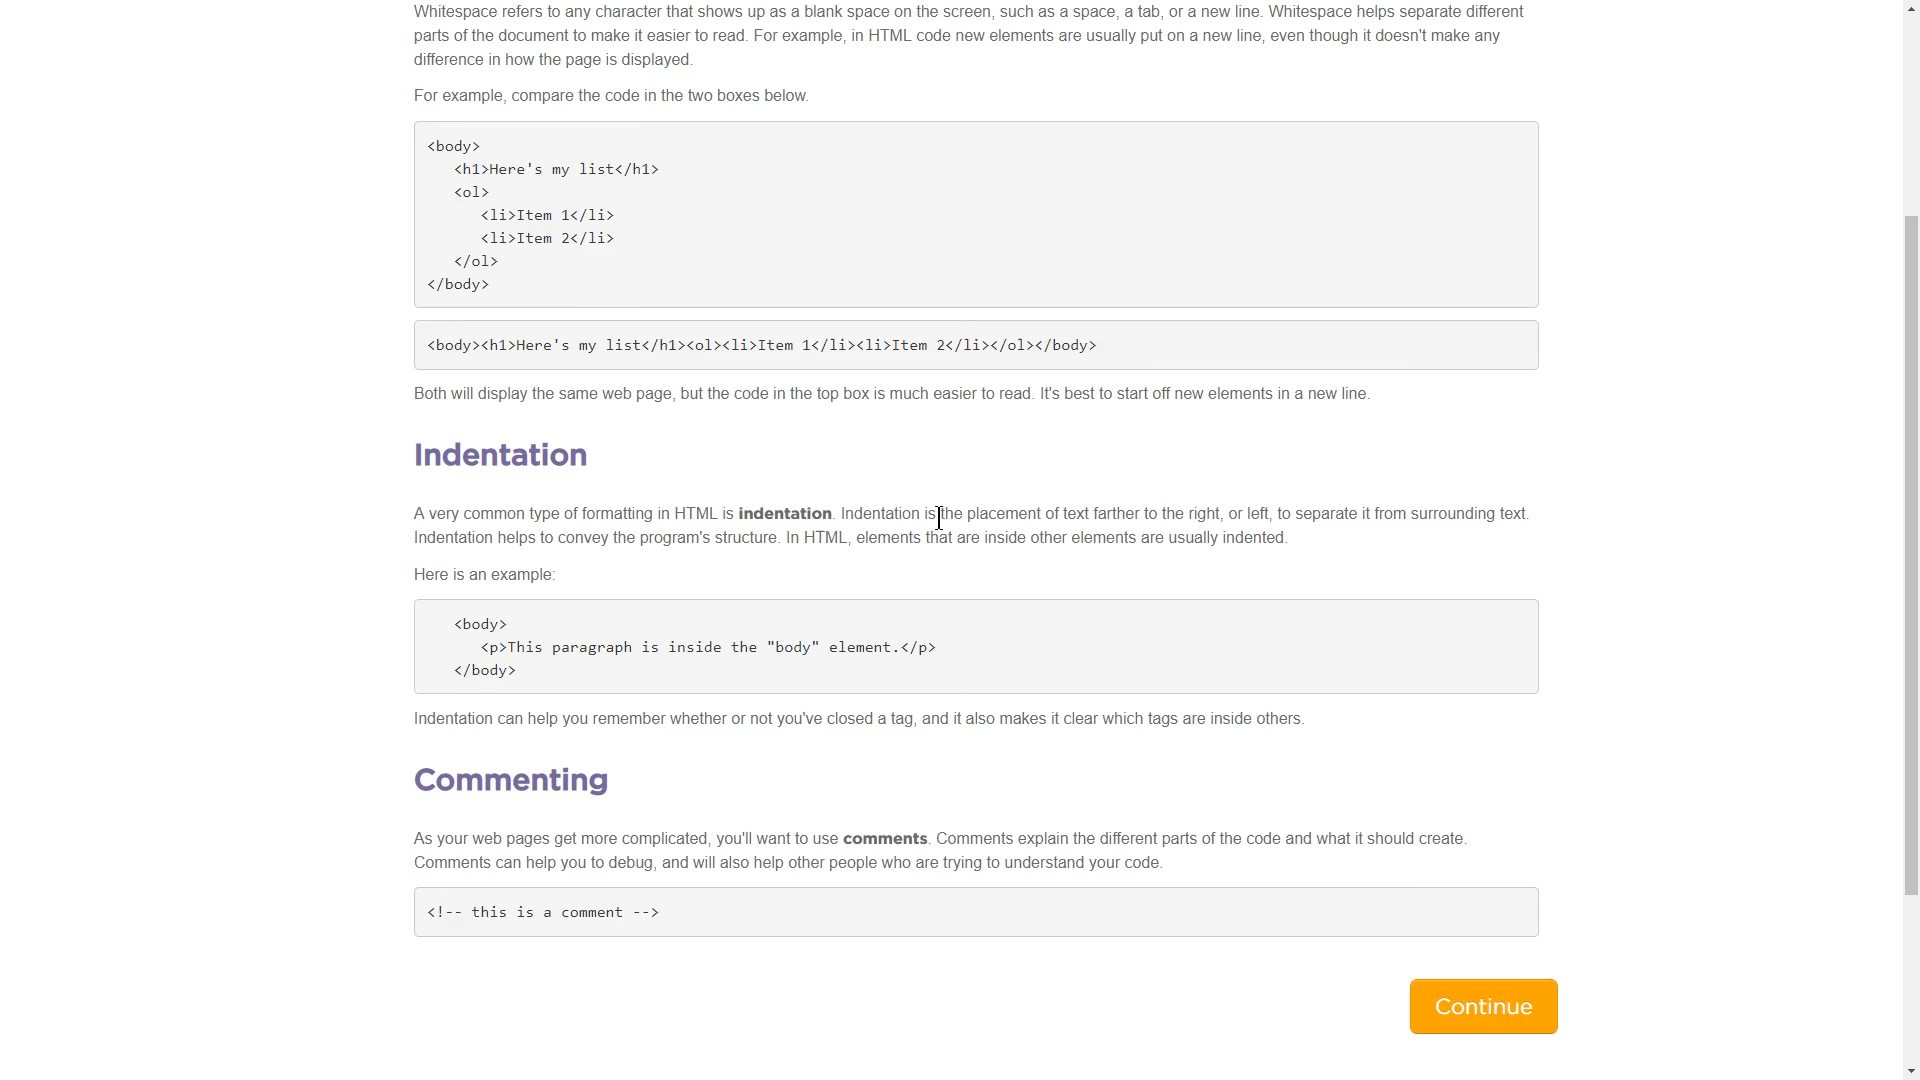 Whitespace refers to any character that shows up as a blank space on the screen, such as a space, a tab, or a new line. Whitespace helps separate different
parts of the document to make it easier to read. For example, in HTML code new elements are usually put on a new line, even though it doesn't make any
difference in how the page is displayed.
For example, compare the code in the two boxes below.
<body>
   <h1>Here's my list</h1>
   <ol>
      <li>Item 1</li>
      <li>Item 2</li>
   </ol>
</body>
<body><h1>Here's my list</h1><ol><li>Item 1</li><li>Item 2</li></ol></body>
Both will display the same web page, but the code in the top box is much easier to read. It's best to start off new elements in a new line.
Indentation
A very common type of formatting in HTML is indentation. Indentation is the placement of text farther to the right, or left, to separate it from surrounding text.
Indentation helps to convey the program's structure. In HTML, elements that are inside other elements are usually indented.
Here is an example:
   <body>
      <p>This paragraph is inside the "body" element.</p>
   </body>
Indentation can help you remember whether or not you've closed a tag, and it also makes it clear which tags are inside others.
Commenting
As your web pages get more complicated, you'll want to use comments. Comments explain the different parts of the code and what it should create.
Comments can help you to debug, and will also help other people who are trying to understand your code.
<!-- this is a comment -->
Continue